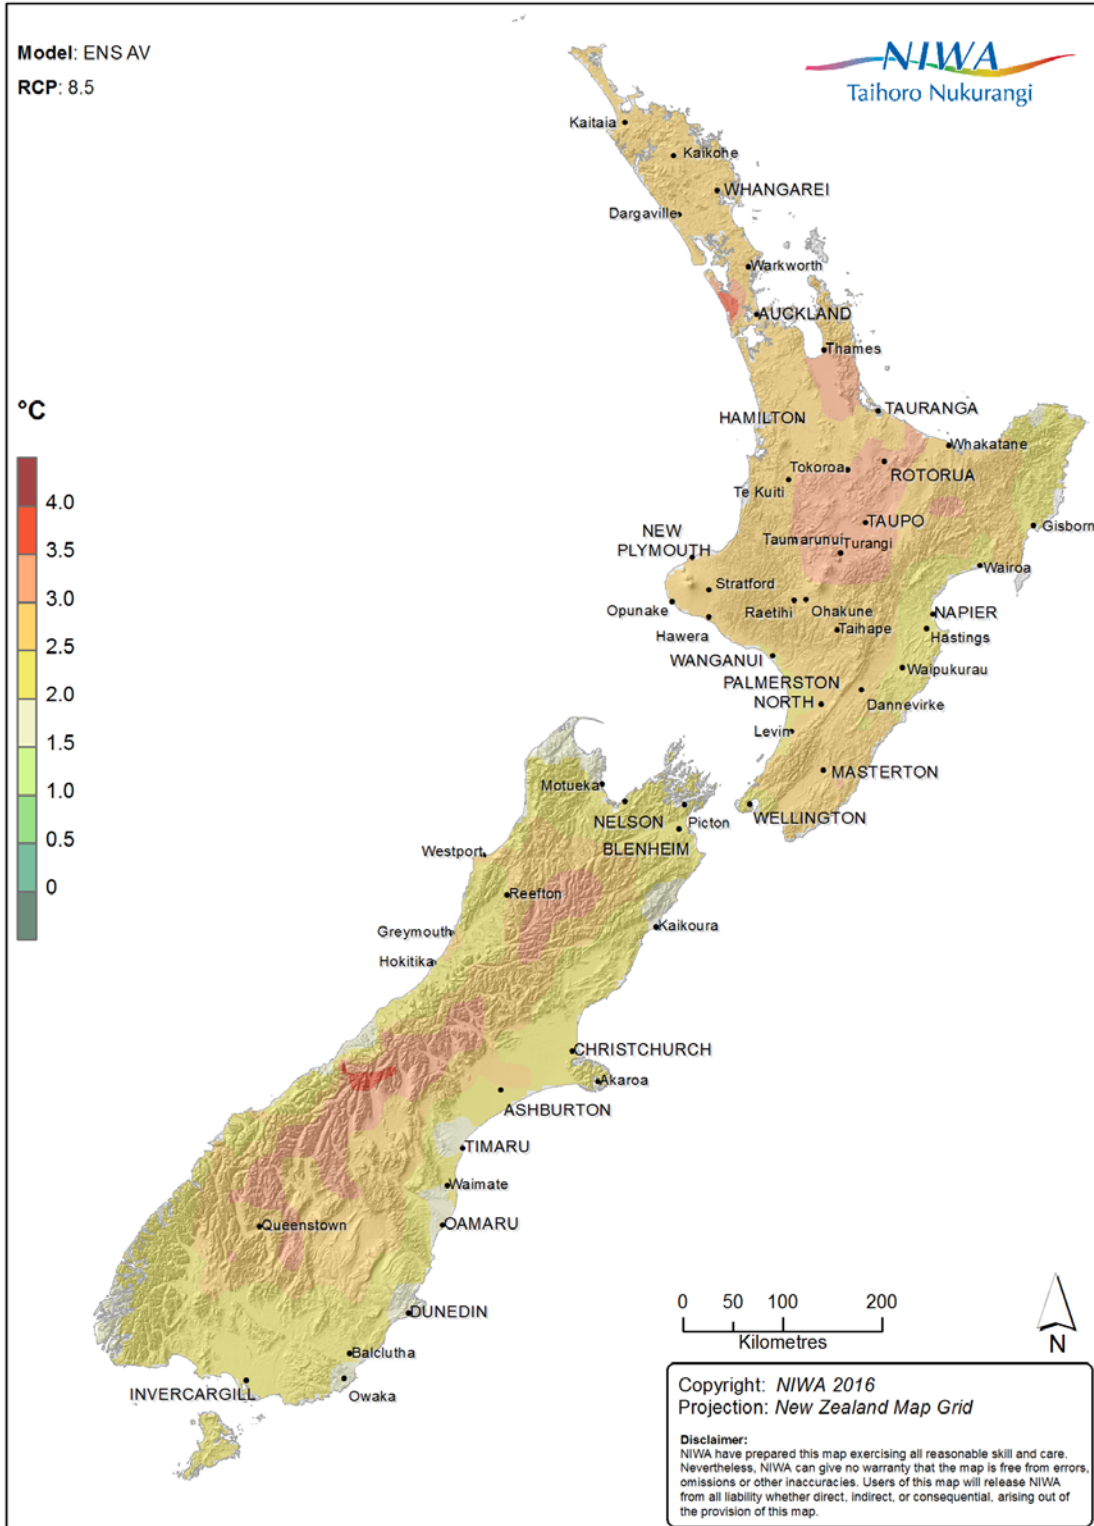 Model: ENS AV
RCP: 8.5
NIWA
Taihoro Nukurangi
Kaitaia
Kaikohe
WHANGAREI
Dargaville
Warkworth
AUCKLAND
Thames
°C
HAMILTON
TAURANGA
Whakatane
Tokoroa
ROTORUA
Te Kuiti
4.0
TAUPO
Gisborn
3.5
NEW
PLYMOUTH
Taumarunui
Turangi
Wairoa
3.0
Stratford
Opunake
Raetihi
Ohakune
NAPIER
Hawera
Taihape
Hastings
2.5
WANGANUI
Waipukurau
2.0
PALMERSTON
NORTH
Dannevirke
Levin
1.5
MASTERTON
Motueka
1.0
NELSON
Picton
WELLINGTON
0.5
BLENHEIM
Westport
0
Reefton
Kaikoura
Greymouth
Hokitika
CHRISTCHURCH
Akaroa
ASHBURTON
TIMARU
Waimate
OAMARU
Queenstown
DUNEDIN
0 50 100 200
Kilometres
N
Balclutha
INVERCARGILL
Owaka
Copyright: NIWA 2016
Projection: New Zealand Map Grid
Disclaimer:
NIWA have prepared this map exercising all reasonable skill and care.
Nevertheless, NIWA can give no warranty that the map is free from errors,
omissions or other inaccuracies. Users of this map will release NIWA
from all liability whether direct, indirect, or consequential, arising out of
the provision of this map.